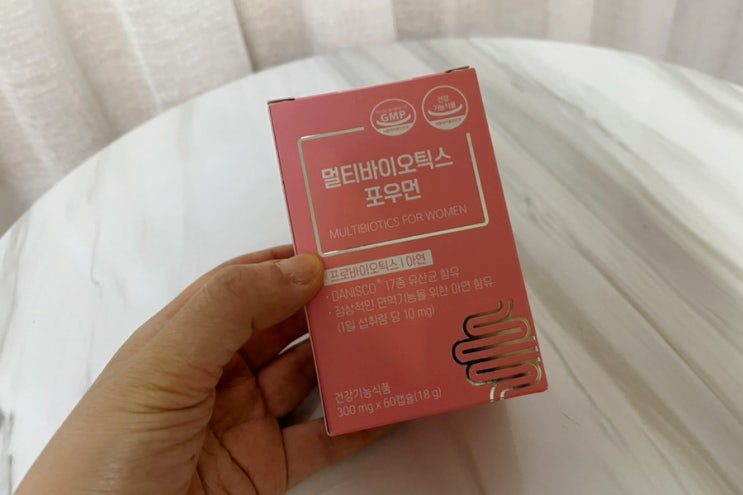 GMP
건강
기능식품
멀티바이오틱스
포우먼
MULTIBIOTICS FOR WOMEN
프로바이오틱스 | 아연
· DANISCO® 17종 유산균 함유
· 정상적인 면역기능을 위한 아연 함유
(1일 섭취량 당 10 mg)
건강기능식품
300 mg x 60캡슐(18 g)